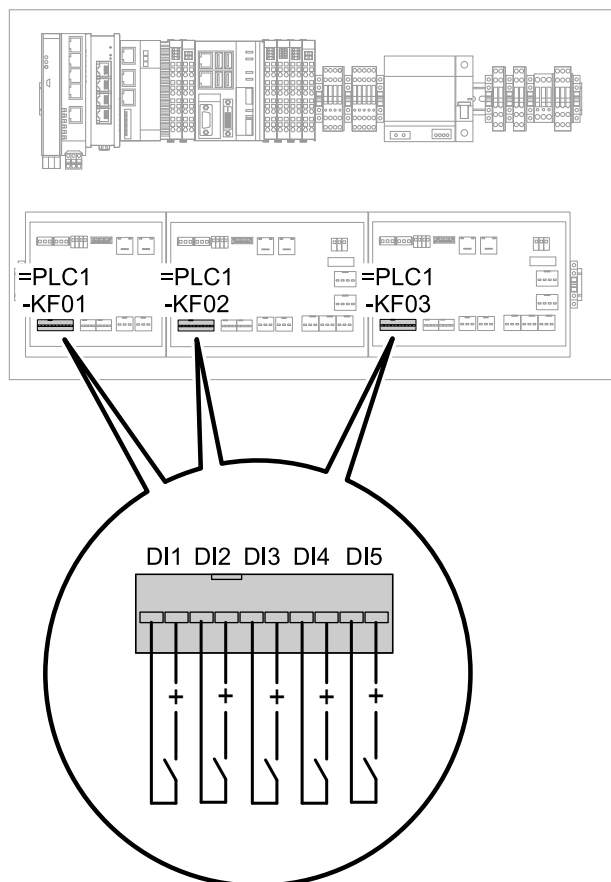 =PLC1
-KF01
=PLC1
-KF02
=PLC1
-KF03
DI1 DI2 DI3 DI4 DI5
+ + + + +